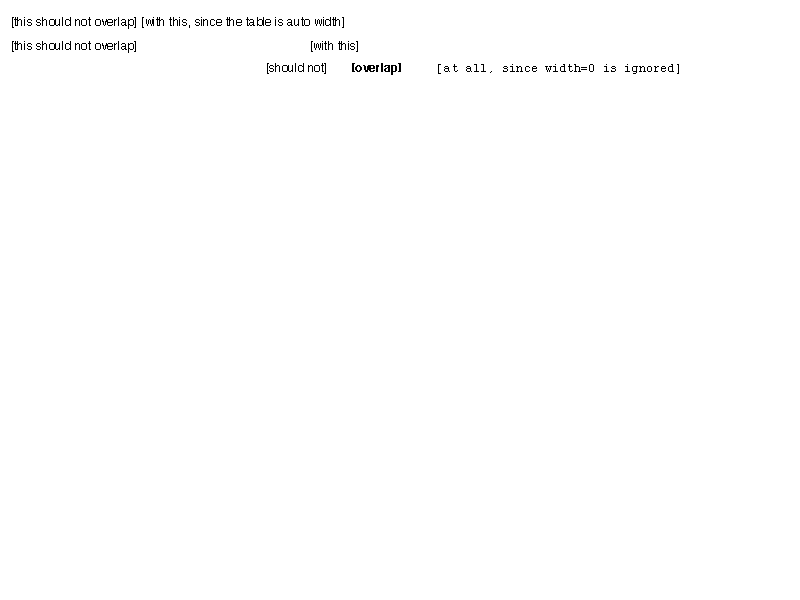 [this should not overlap] [with this, since the table is auto width]
[this should not overlap] [with this]
[should not] [overlap] [at all, since width=0 is ignored]